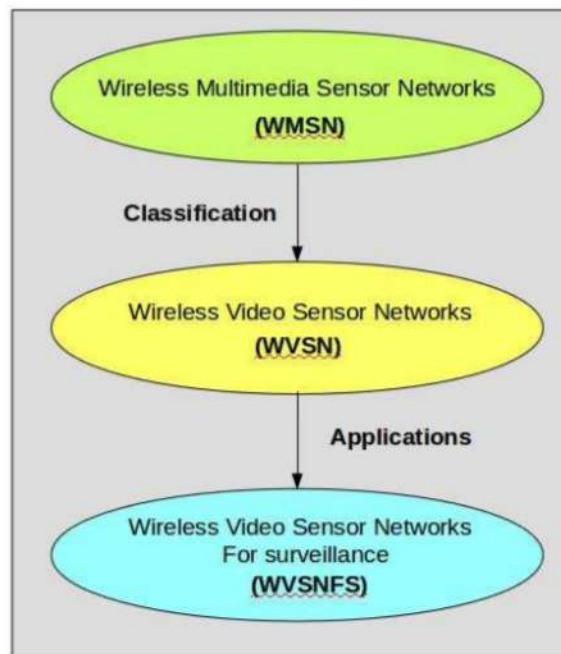 Wireless Multimedia Sensor Networks
(WMSN)
Classification
Wireless Video Sensor Networks
(WVSN)
Applications
Wireless Video Sensor Networks
For surveillance
(WVSNFS)